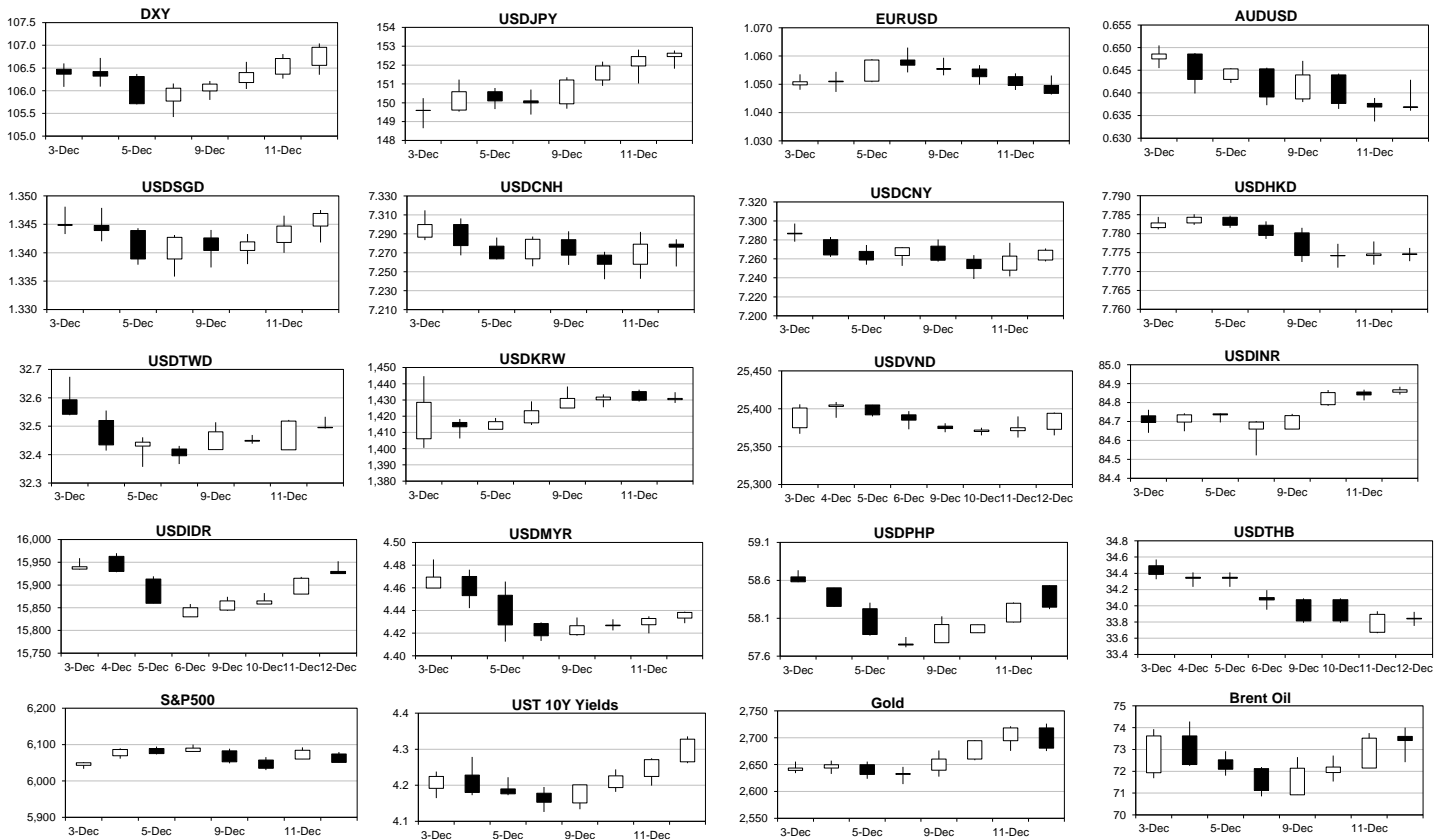 DXY
107.5
107.0
106.5
106.0
105.5
105.0
3-Dec 5-Dec 9-Dec 11-Dec
USDJPY
154
153
152
151
150
149
148
3-Dec 5-Dec 9-Dec 11-Dec
EURUSD
1.070
1.060
1.050
1.040
1.030
3-Dec 5-Dec 9-Dec 11-Dec
AUDUSD
0.655
0.650
0.645
0.640
0.635
0.630
3-Dec 5-Dec 9-Dec 11-Dec
USDSGD
1.350
1.345
1.340
1.335
1.330
3-Dec 5-Dec 9-Dec 11-Dec
USDCNH
7.330
7.310
7.290
7.270
7.250
7.230
7.210
3-Dec 5-Dec 9-Dec 11-Dec
USDCNY
7.320
7.300
7.280
7.260
7.240
7.220
7.200
3-Dec 5-Dec 9-Dec 11-Dec
USDHKD
7.790
7.785
7.780
7.775
7.770
7.765
7.760
3-Dec 5-Dec 9-Dec 11-Dec
USDTWD
32.7
32.6
32.5
32.4
32.3
3-Dec 5-Dec 9-Dec 11-Dec
USDKRW
1,450
1,440
1,430
1,420
1,410
1,400
1,390
1,380
3-Dec 5-Dec 9-Dec 11-Dec
USDVND
25,450
25,400
25,350
25,300
3-Dec 4-Dec 5-Dec 6-Dec 9-Dec 10-Dec 11-Dec 12-Dec
USDINR
85.0
84.9
84.8
84.7
84.6
84.5
84.4
3-Dec 5-Dec 9-Dec 11-Dec
USDIDR
16,000
15,950
15,900
15,850
15,800
15,750
3-Dec 4-Dec 5-Dec 6-Dec 9-Dec 10-Dec 11-Dec 12-Dec
USDMYR
4.50
4.48
4.46
4.44
4.42
4.40
3-Dec 5-Dec 9-Dec 11-Dec
USDPHP
59.1
58.6
58.1
57.6
3-Dec 5-Dec 9-Dec 11-Dec
USDTHB
34.8
34.6
34.4
34.2
34.0
33.8
33.6
33.4
3-Dec 4-Dec 5-Dec 6-Dec 9-Dec 10-Dec 11-Dec 12-Dec
S&P500
6,200
6,100
6,000
5,900
3-Dec 5-Dec 9-Dec 11-Dec
UST 10Y Yields
4.4
4.3
4.2
4.1
3-Dec 5-Dec 9-Dec 11-Dec
Gold
2,750
2,700
2,650
2,600
2,550
3-Dec 5-Dec 9-Dec 11-Dec
Brent Oil
75
74
73
72
71
70
3-Dec 5-Dec 9-Dec 11-Dec